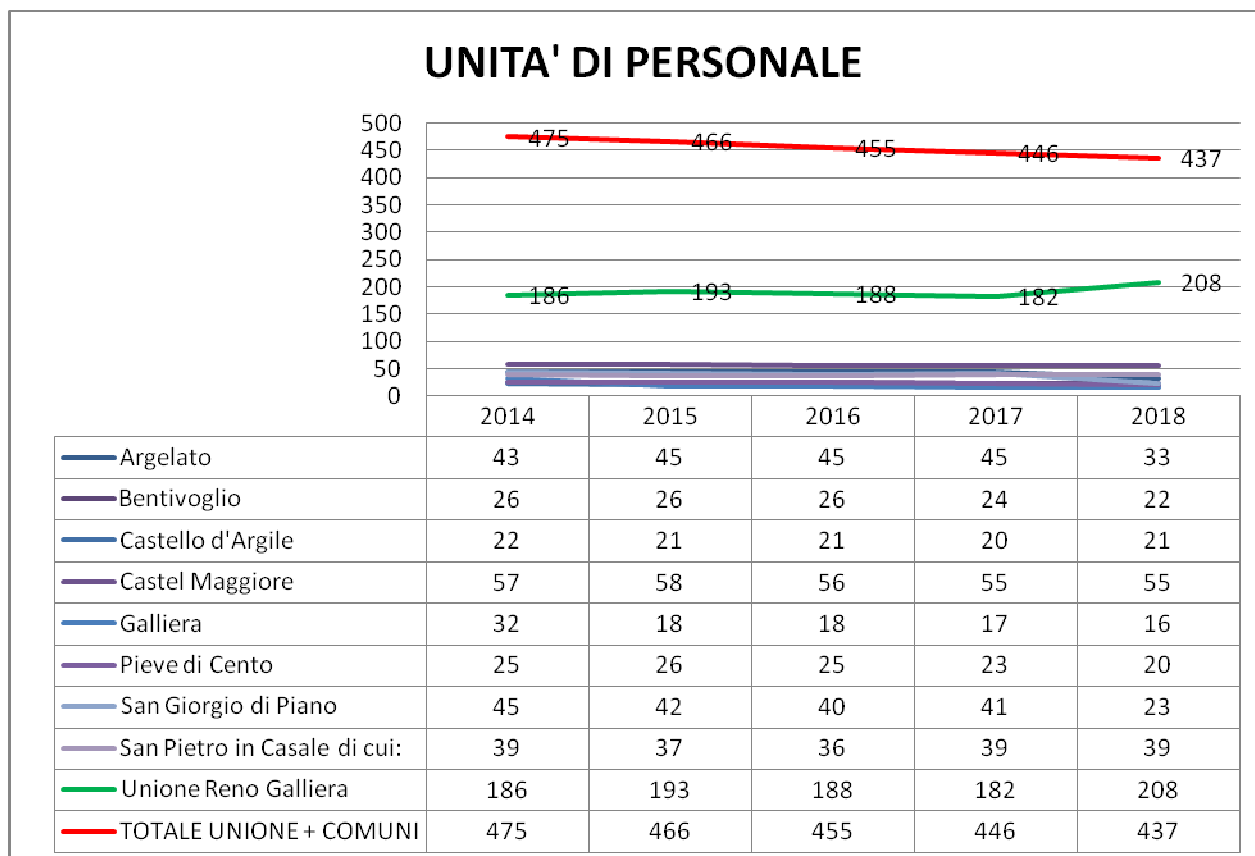 UNITA' DI PERSONALE
500
450
400
350
300
250
200
150
100
50
0
475 466 455 446 437
186 193 188 182 208
2014 2015 2016 2017 2018
Argelato 43 45 45 45 33
Bentivoglio 26 26 26 24 22
Castello d'Argile 22 21 21 20 21
Castel Maggiore 57 58 56 55 55
Galliera 32 18 18 17 16
Pieve di Cento 25 26 25 23 20
San Giorgio di Piano 45 42 40 41 23
San Pietro in Casale di cui: 39 37 36 39 39
Unione Reno Galliera 186 193 188 182 208
TOTALE UNIONE + COMUNI 475 466 455 446 437